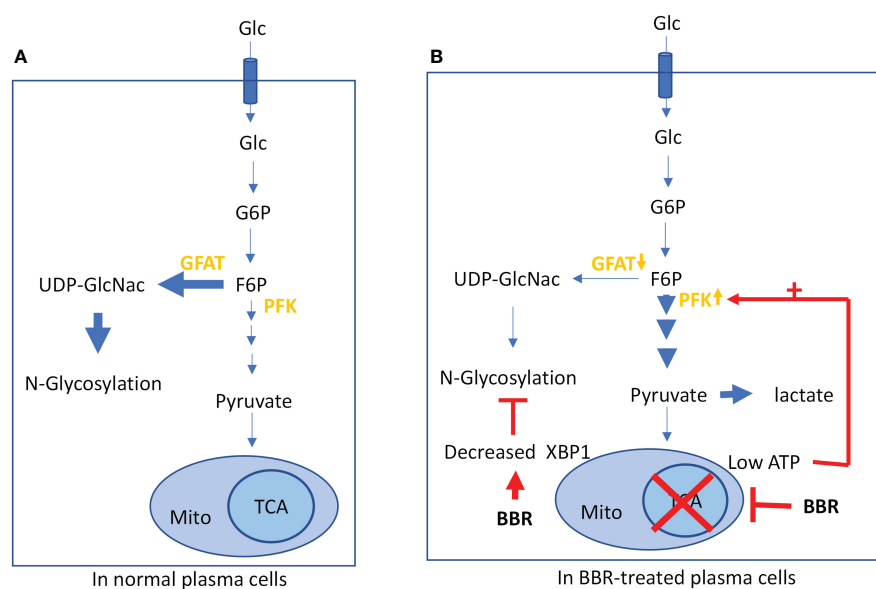 A
Glc
Glc
G6P
GFAT
UDP-GlcNac
F6P
PFK
N-Glycosylation
Pyruvate
Mito
TCA
In normal plasma cells
B
Glc
Glc
G6P
GFAT
UDP-GlcNac
F6P
PFK
+
N-Glycosylation
Pyruvate
lactate
Decreased XBP1
Low ATP
BBR
Mito
TCA
BBR
In BBR-treated plasma cells